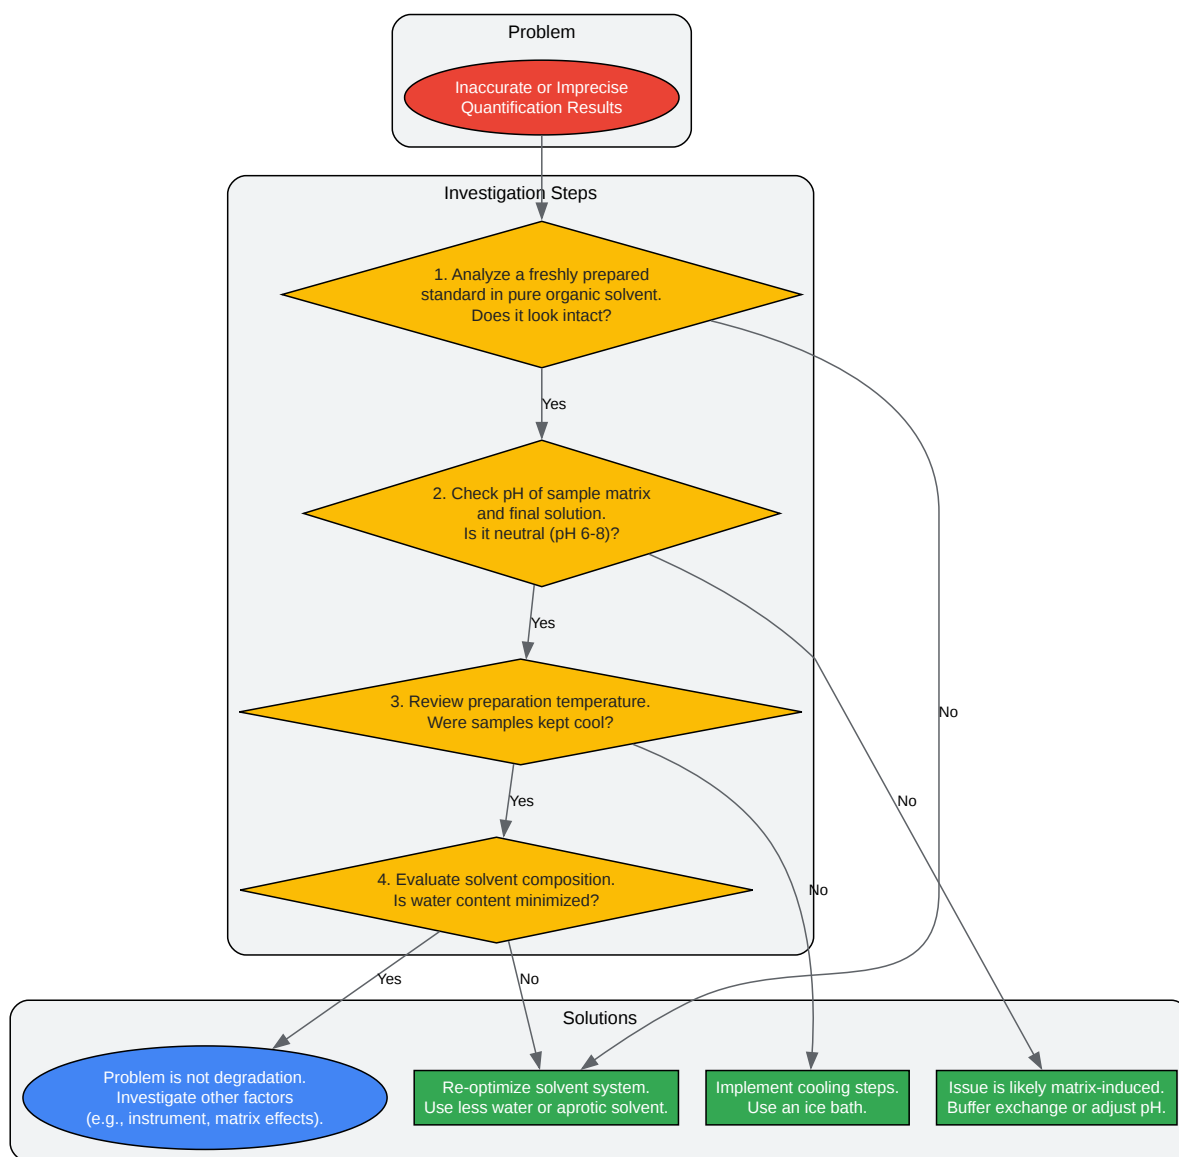 Problem
Inaccurate or Imprecise
Quantification Results
Investigation Steps
1. Analyze a freshly prepared
standard in pure organic solvent.
Does it look intact?
Yes
2. Check pH of sample matrix
and final solution.
Is it neutral (pH 6-8)?
Yes
3. Review preparation temperature.
Were samples kept cool?
No
Yes
No
4. Evaluate solvent composition.
Is water content minimized?
No
Yes
No
Solutions
Problem is not degradation.
Investigate other factors
(e.g., instrument, matrix effects).
Re-optimize solvent system.
Use less water or aprotic solvent.
Implement cooling steps.
Use an ice bath.
Issue is likely matrix-induced.
Buffer exchange or adjust pH.